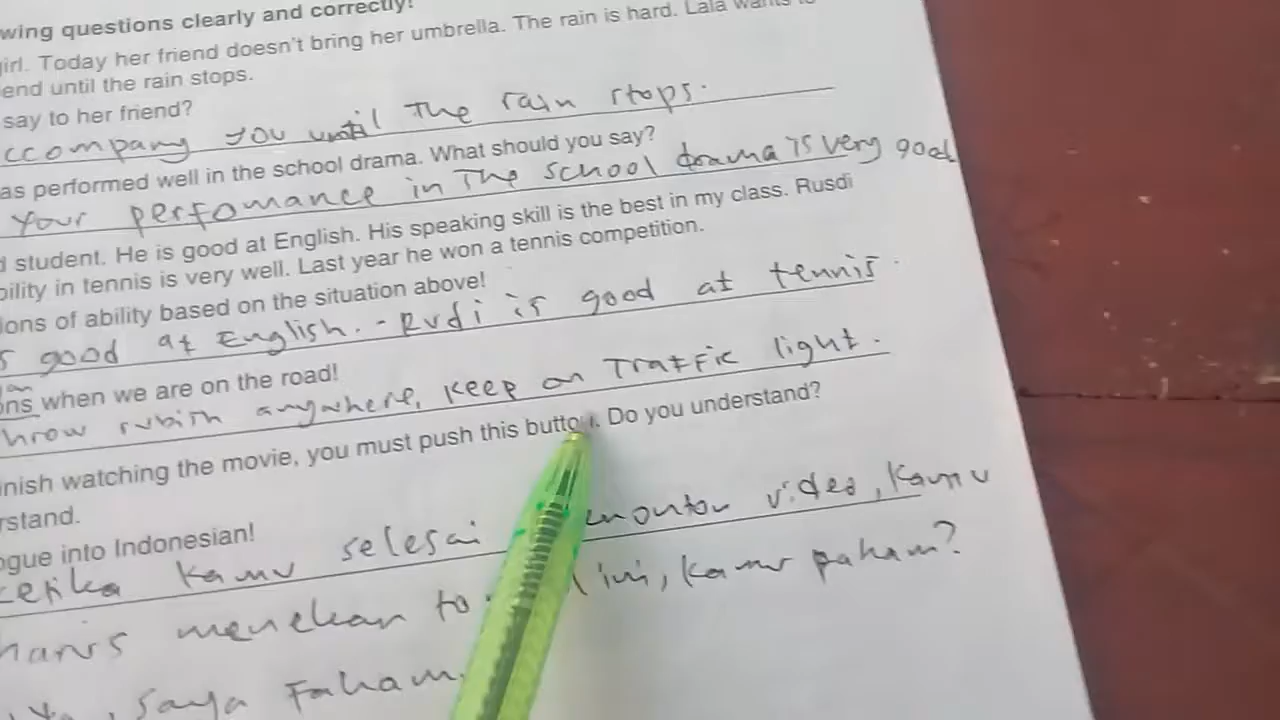 wing questions clearly and correctly!
girl. Today her friend doesn't bring her umbrella. The rain is hard. Lala wants to
end until the rain stops.
say to her friend?
ccompany you until The rain stops.
as performed well in the school drama. What should you say?
Your perfomance in The school drama is very good
d student. He is good at English. His speaking skill is the best in my class. Rusdi
bility in tennis is very well. Last year he won a tennis competition.
ions of ability based on the situation above!
s good at English. - Rudi is good at tennis.
ons when we are on the road!
hrow rubish anywhere, Keep on Traffic light.
inish watching the movie, you must push this button. Do you understand?
rstand.
ogue into Indonesian!
ketika kamu selesai menonton video, Kamu
harus menekan to ini, kamu paham?
Ya, saya Faham.